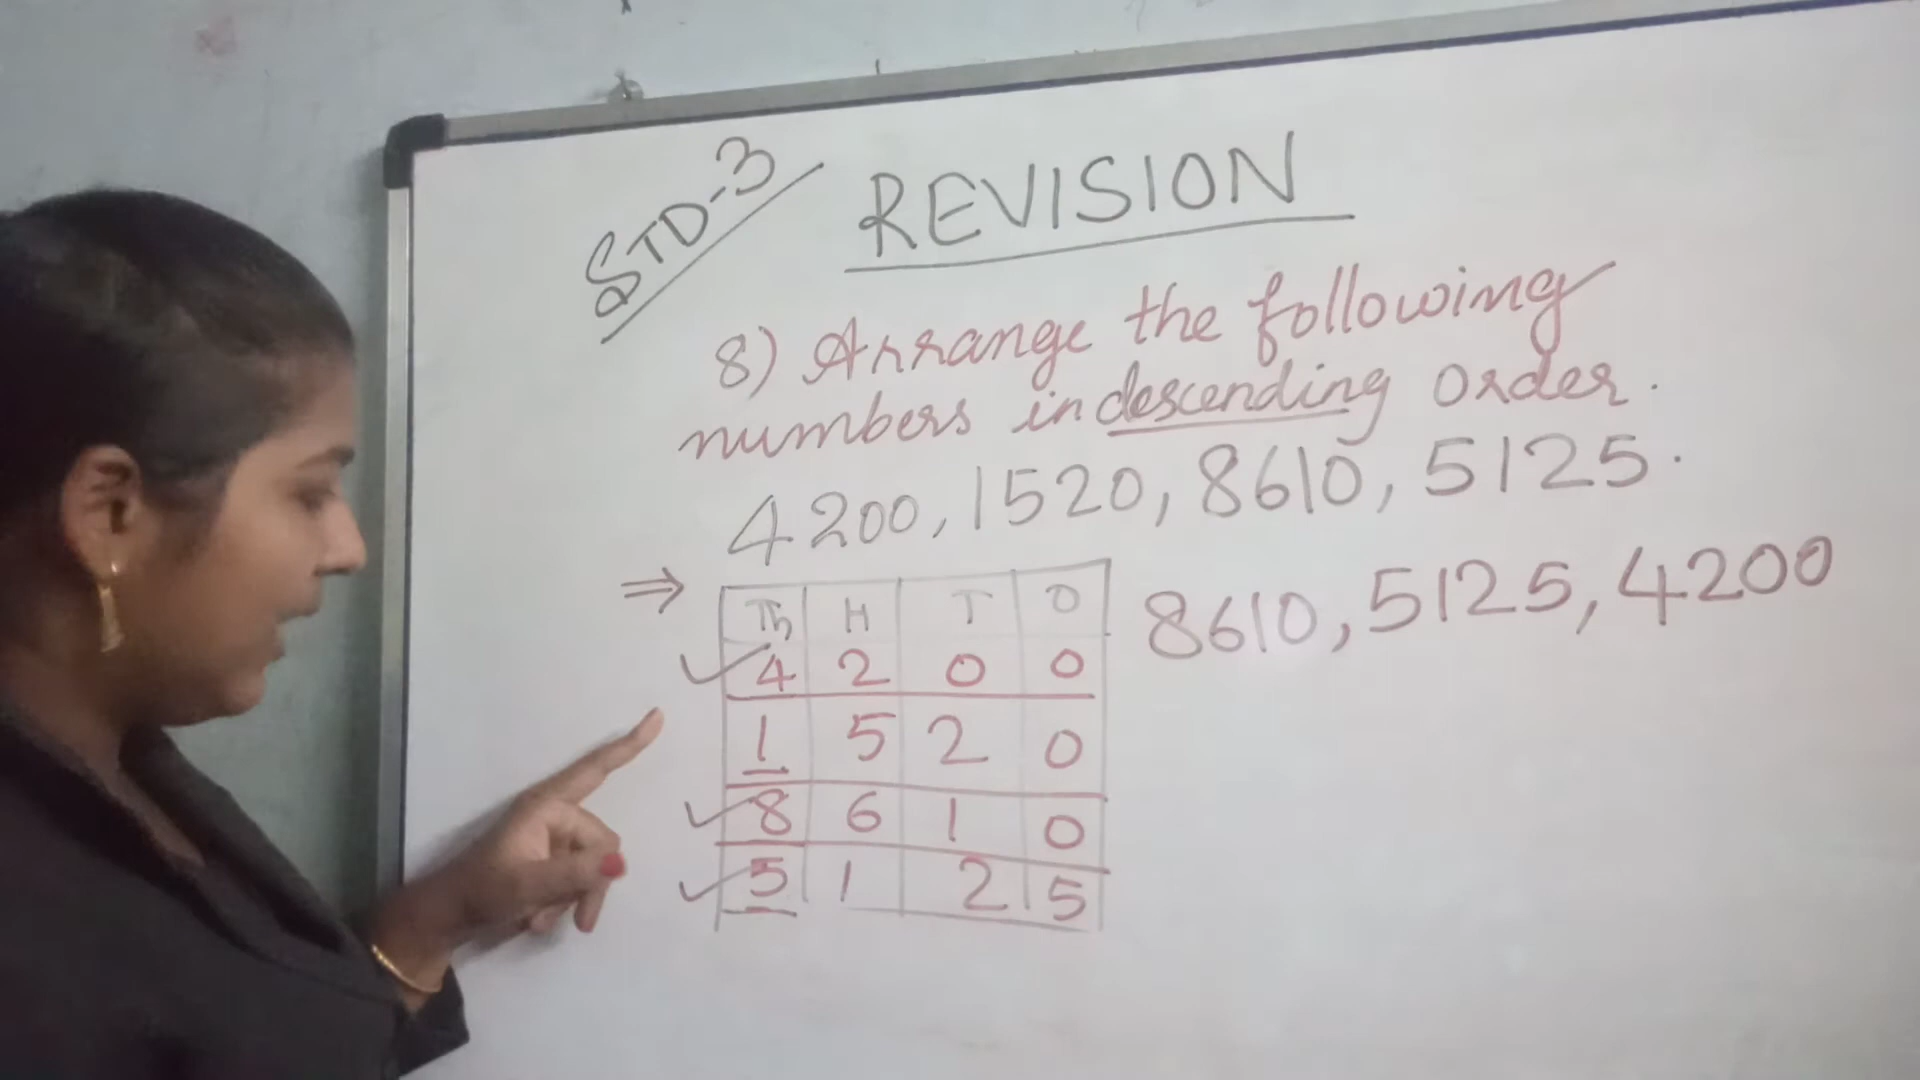 STD-3
REVISION
8) Arrange the following
numbers in descending order.
4200, 1520, 8610, 5125.
⇒
Th H T O
4 2 0 0
1 5 2 0
8 6 1 0
5 1 2 5
8610, 5125, 4200